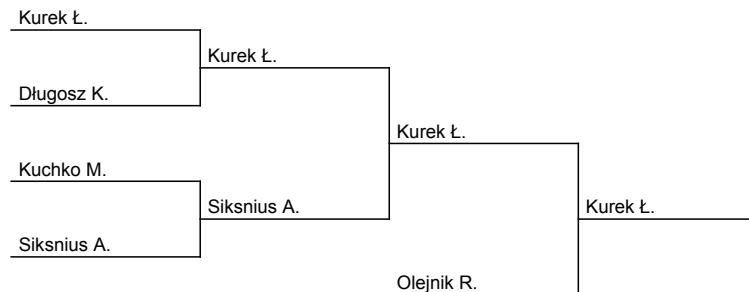 Kurek Ł.
Kurek Ł.
Długosz K.
Kurek Ł.
Kuchko M.
Siksnius A.
Kurek Ł.
Siksnius A.
Olejnik R.